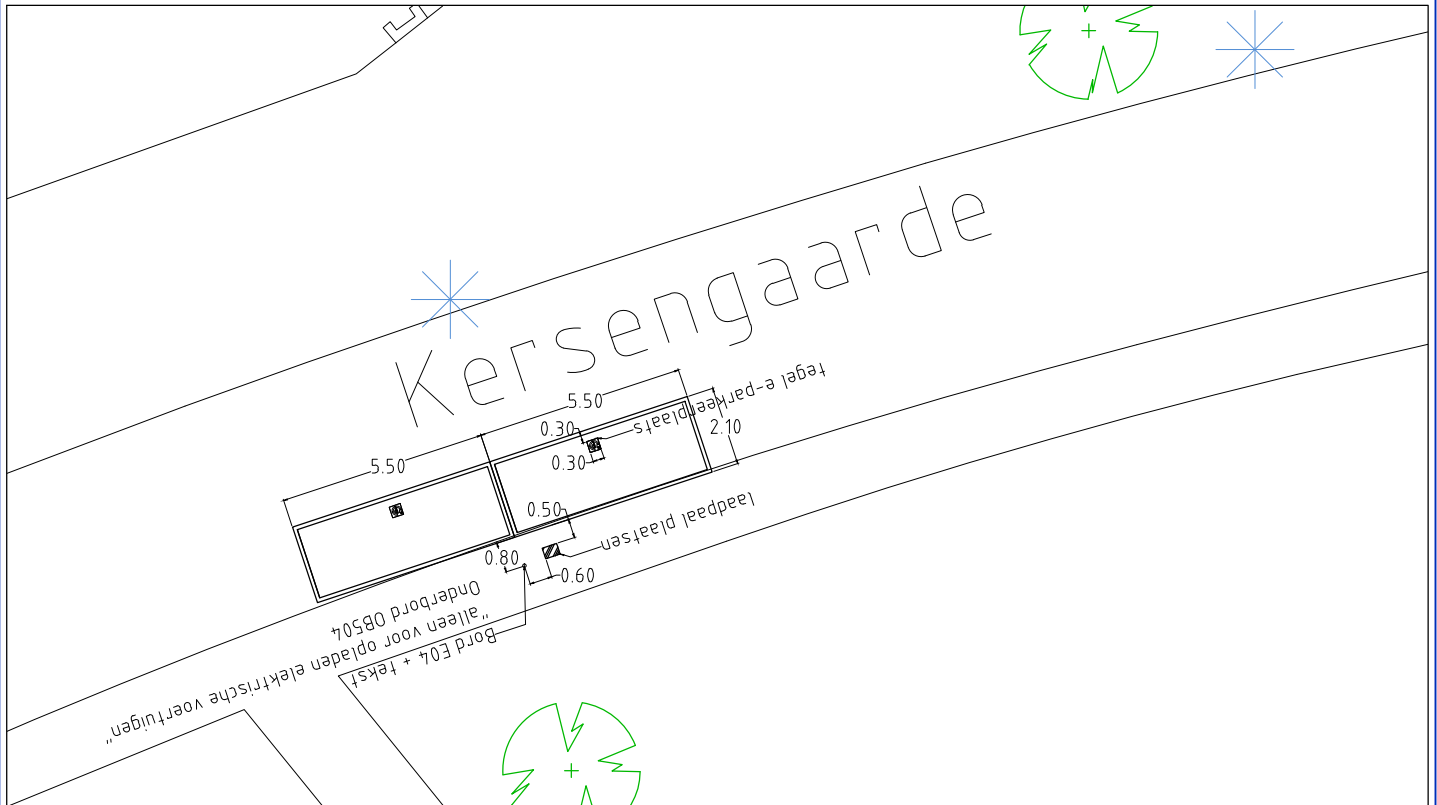 Kersengaarde
tegel e-parkeerplaats
5.50
0.30
2.10
5.50
0.30
0.50
laadpaal plaatsen
0.80
0.60
Bord E04 + tekst
"alleen voor opladen elektrische voertuigen"
Onderbord OB504